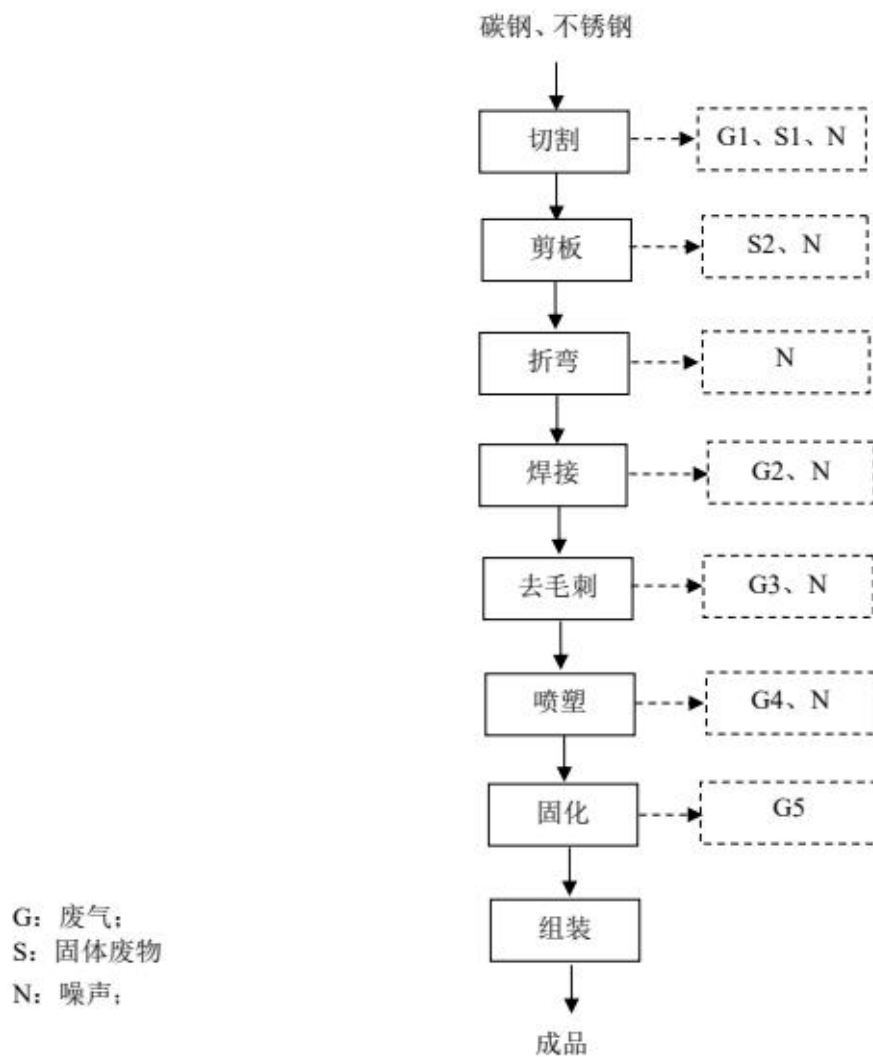 碳钢、不锈钢
切割
G1、S1、N
剪板
S2、N
折弯
N
焊接
G2、N
去毛刺
G3、N
喷塑
G4、N
固化
G5
组装
成品
G：废气；
S：固体废物
N：噪声；